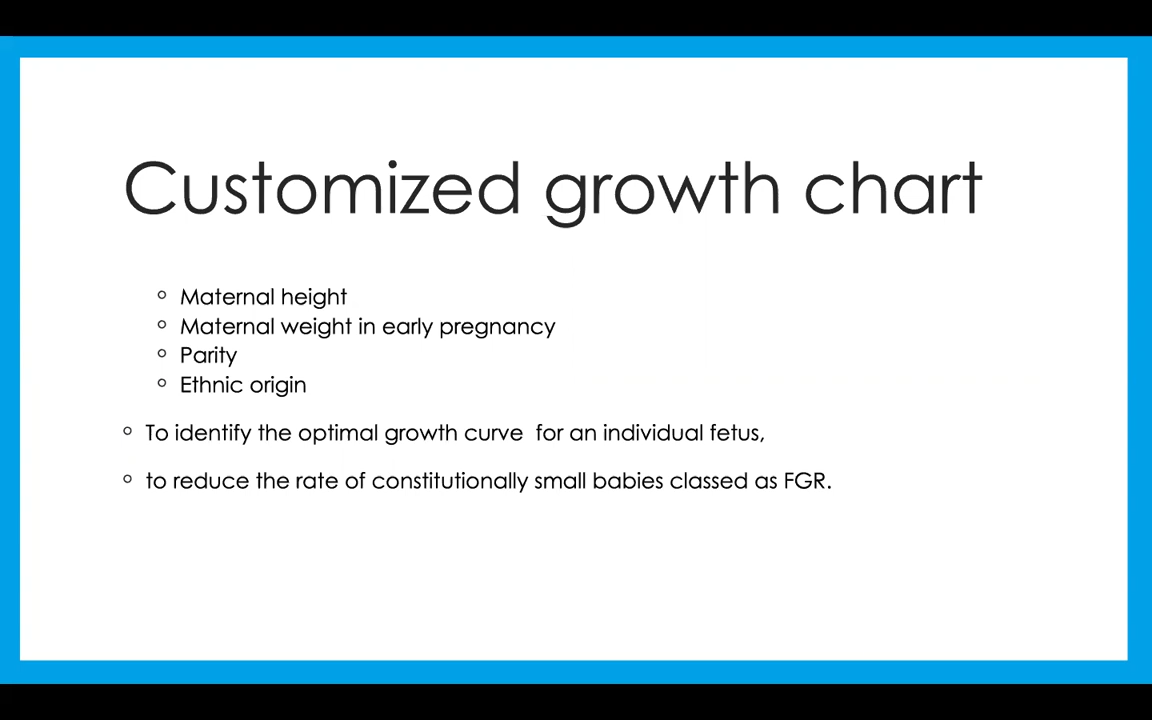 Customized growth chart
Maternal height
Maternal weight in early pregnancy
Parity
Ethnic origin
To identify the optimal growth curve for an individual fetus,
to reduce the rate of constitutionally small babies classed as FGR.